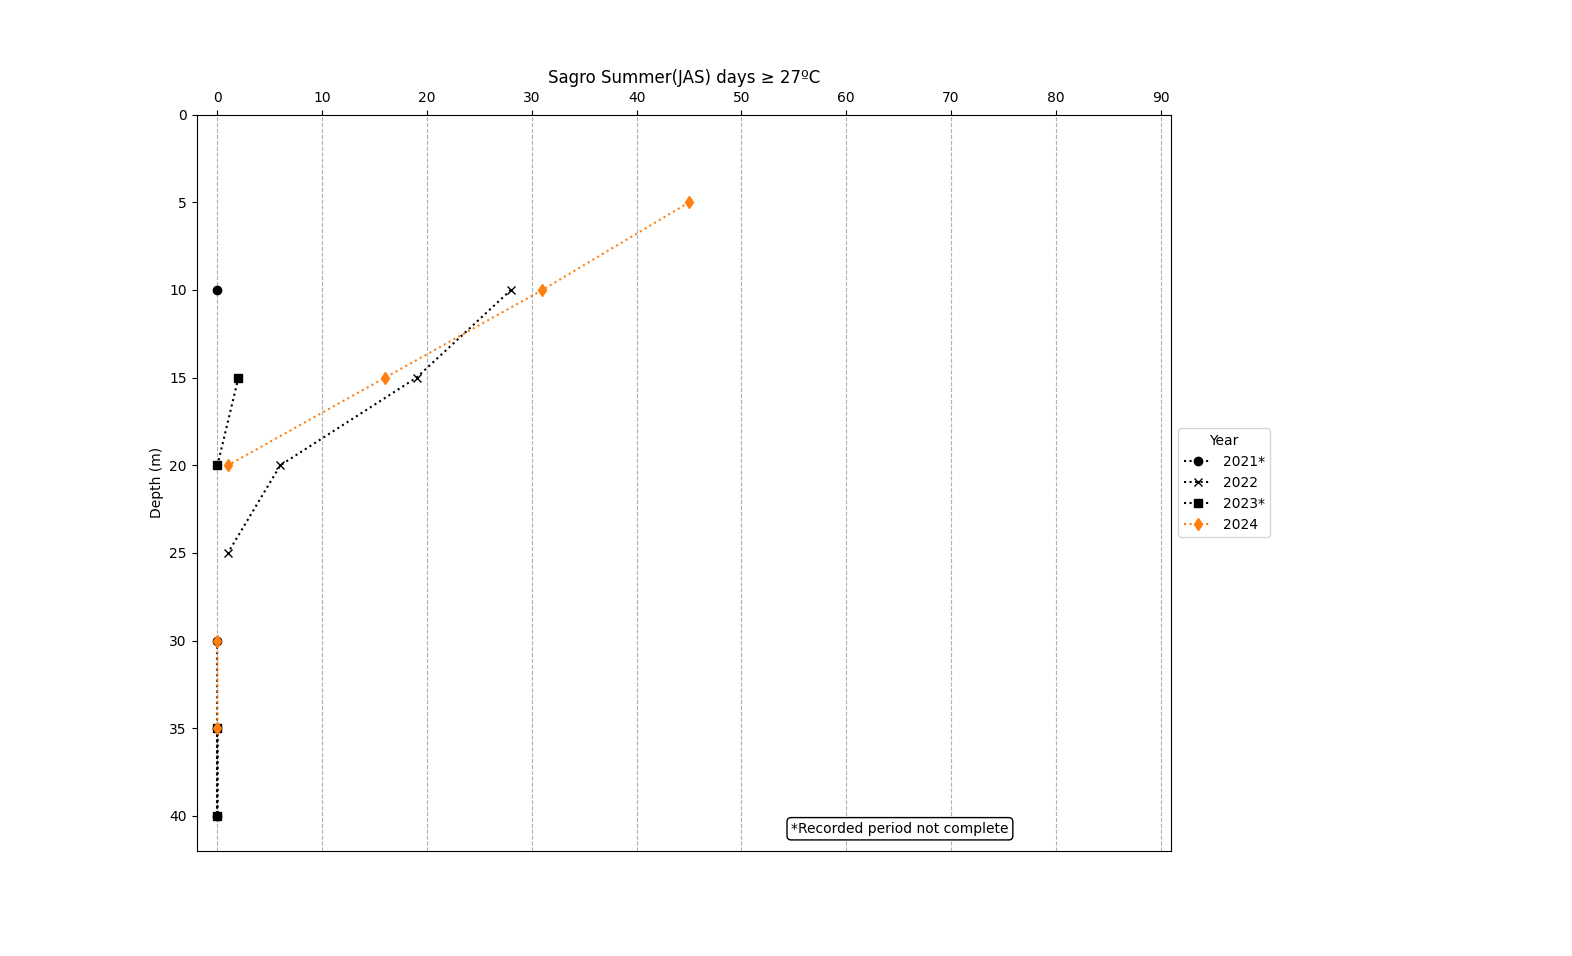 Sagro Summer(JAS) days ≥ 27ºC
0 10 20 30 40 50 60 70 80 90
0
5
10
15
20
25
30
35
40
Depth (m)
Year
2021*
2022
2023*
2024
*Recorded period not complete